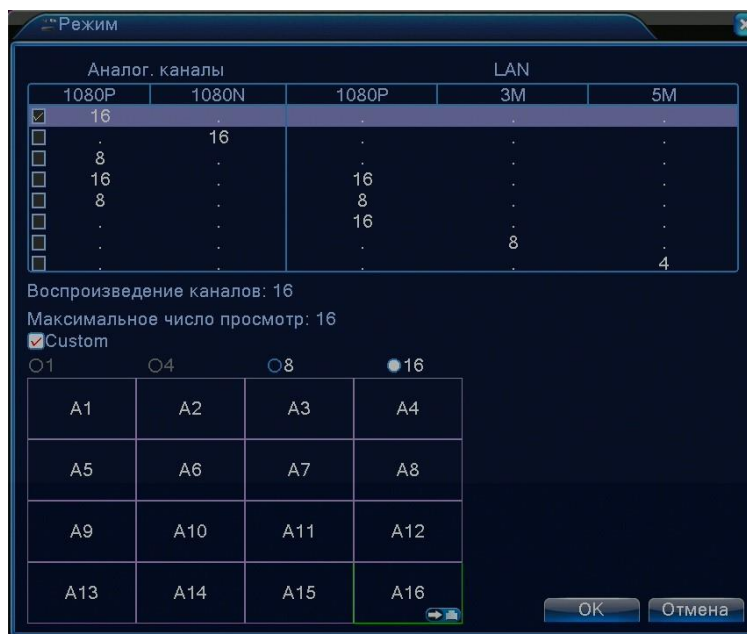 Режим
Аналог. каналы LAN
1080P 1080N 1080P 3M 5M
16 . . . .
. 16 . . .
8 . . . .
16 . 16 . .
8 . 8 . .
. . 16 . .
. . . 8 .
. . . . 4
Воспроизведение каналов: 16
Максимальное число просмотр: 16
Custom
1 4 8 16
A1 A2 A3 A4
A5 A6 A7 A8
A9 A10 A11 A12
A13 A14 A15 A16
OK Отмена